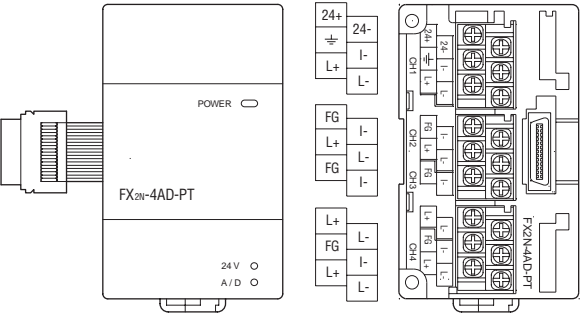 POWER
FX2N-4AD-PT
24 V
A / D
24+
24-
I-
L+
L-
FG
I-
L+
L-
FG
I-
L+
L-
FG
I-
L+
L-
24+
24-
I-
L+
L-
CH1
FG
I-
L+
L-
FG
I-
CH2
CH3
L+
L-
FG
I-
L+
L-
CH4
FX2N-4AD-PT